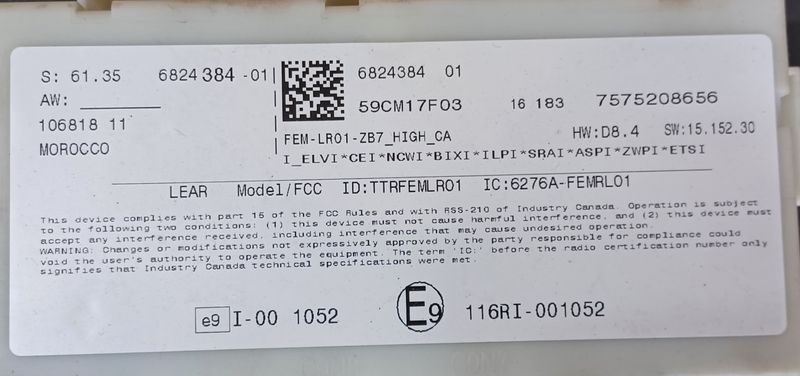 S: 61.35 6824 384 -01
6824384 01
AW:
59CM17F03 16 183 7575208656
106818 11
MOROCCO
FEM-LR01-ZB7_HIGH_CA HW:D8.4 SW:15.152.30
I_ELVI*CEI*NCWI*BIXI*ILPI*SRAI*ASPI*ZWPI*ETSI
LEAR Model/FCC ID:TTRFEMLR01 IC:6276A-FEMRL01
This device complies with part 15 of the FCC Rules and with RSS-210 of Industry Canada. Operation is subject
to the following two conditions: (1) this device must not cause harmful interference, and (2) this device must
accept any interference received, including interference that may cause undesired operation.
WARNING: Changes or modifications not expressively approved by the party responsible for compliance could
void the user's authority to operate the equipment. The term 'IC:' before the radio certification number only
signifies that Industry Canada technical specifications were met.
e9 I-00 1052 E9 116RI-001052